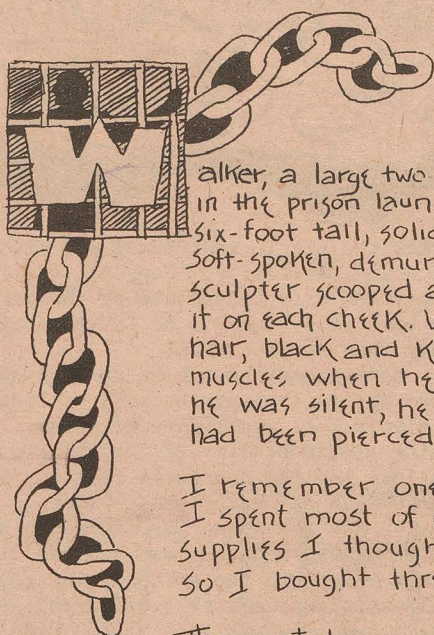 Walker, a large two
in the prison laun
six-foot tall, solid
soft-spoken, demur
sculpter scooped a
it on each cheek.
hair, black and k
muscles when he
he was silent, he
had been pierced
I remember one
I spent most of
supplies I though
so I bought thr